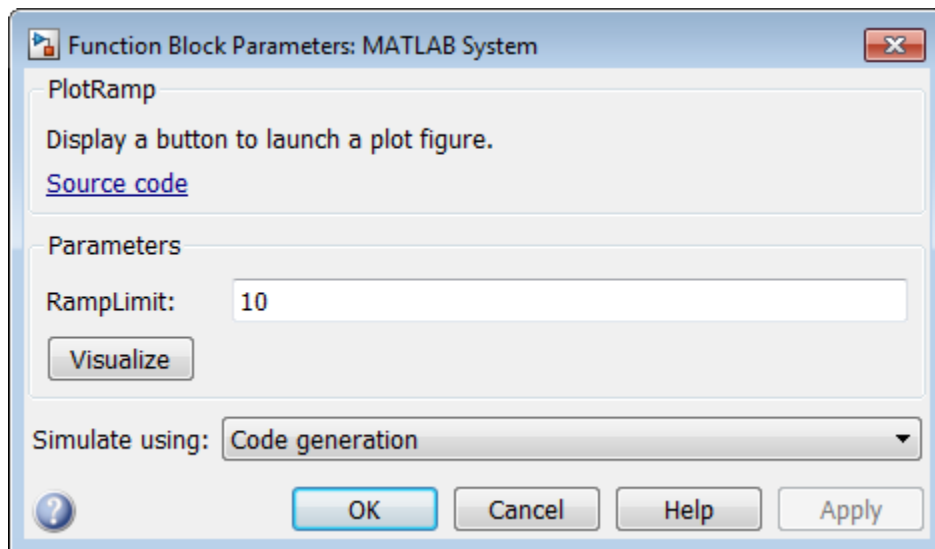 Function Block Parameters: MATLAB System
PlotRamp
Display a button to launch a plot figure.
Source code
Parameters
RampLimit: 10
Visualize
Simulate using: Code generation
? OK Cancel Help Apply